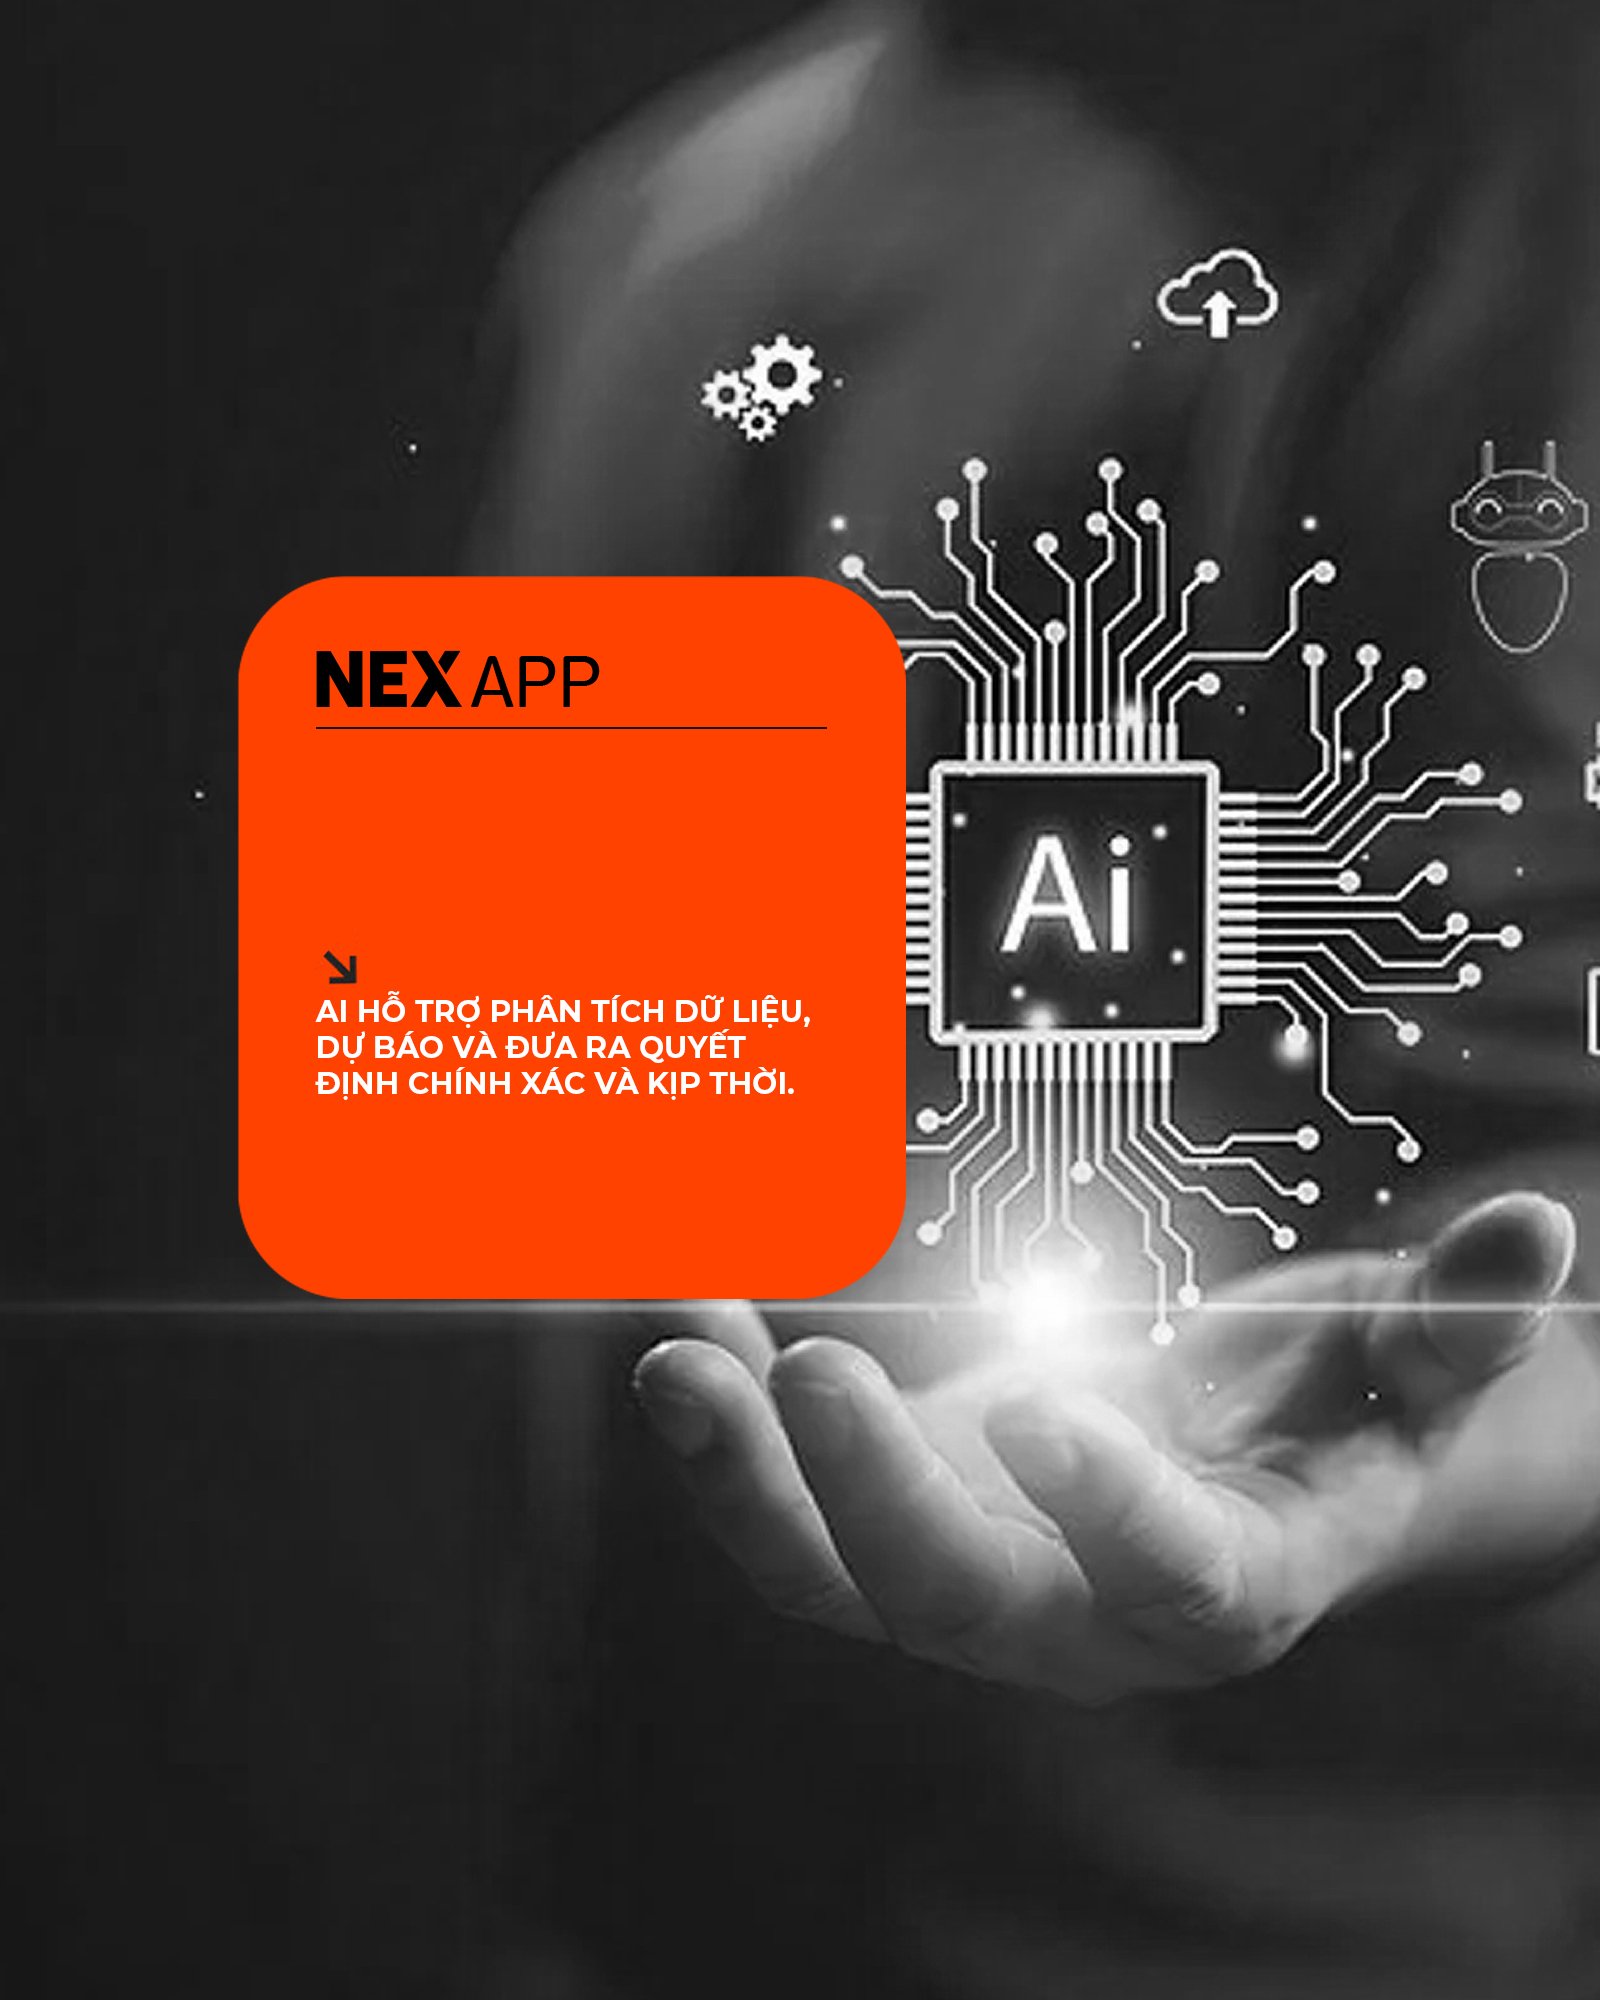 NEX APP
AI HỖ TRỢ PHÂN TÍCH DỮ LIỆU,
DỰ BÁO VÀ ĐƯA RA QUYẾT
ĐỊNH CHÍNH XÁC VÀ KỊP THỜI.
Ai